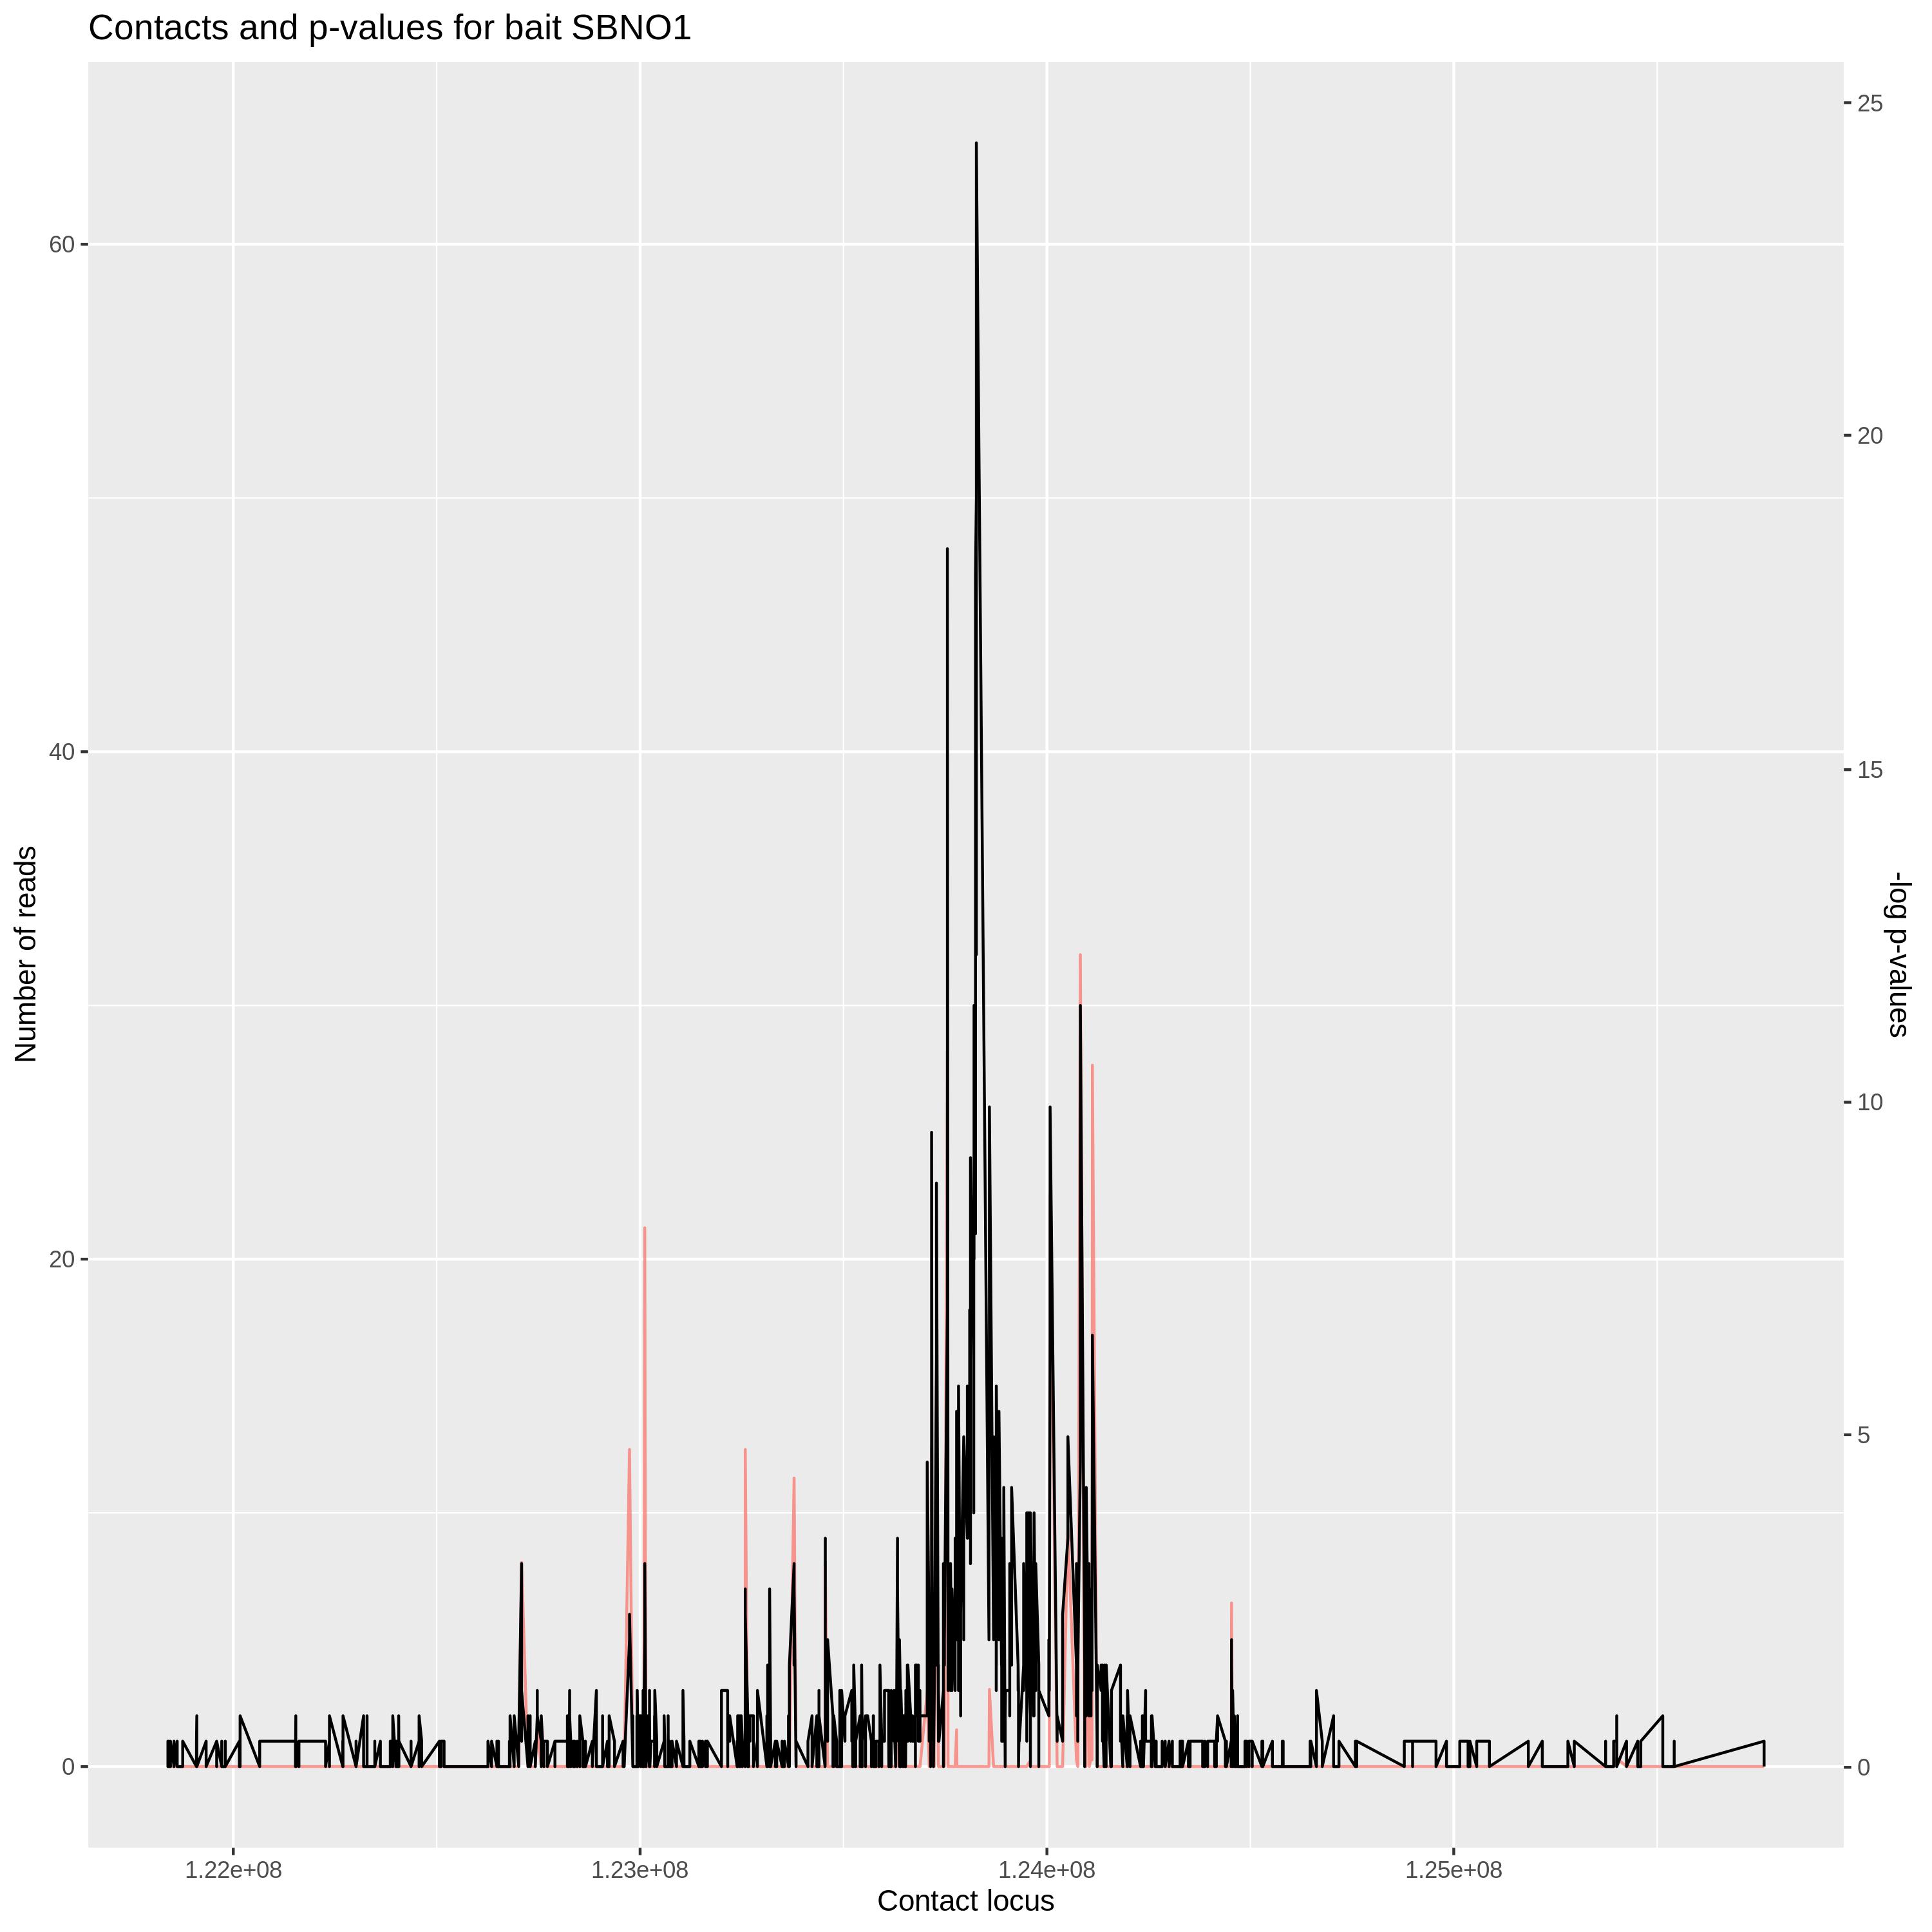 Contacts and p-values for bait SBNO1
60
40
20
0
Number of reads
25
20
15
10
5
0
-log p-values
1.22e+08
1.23e+08
1.24e+08
1.25e+08
Contact locus